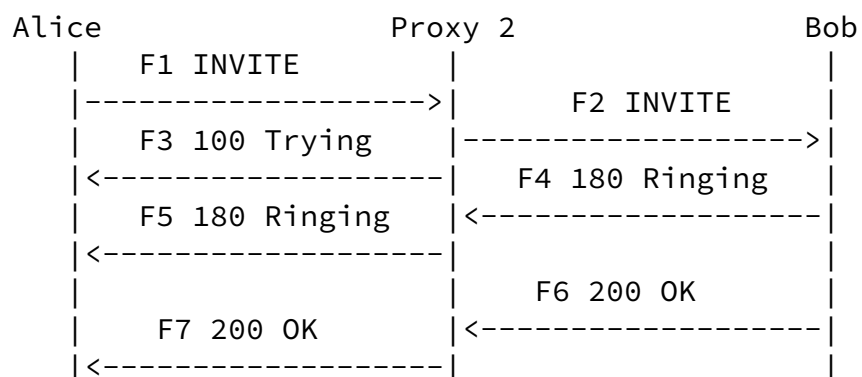 Alice Proxy 2 Bob
F1 INVITE
F2 INVITE
F3 100 Trying
F4 180 Ringing
F5 180 Ringing
F6 200 OK
F7 200 OK